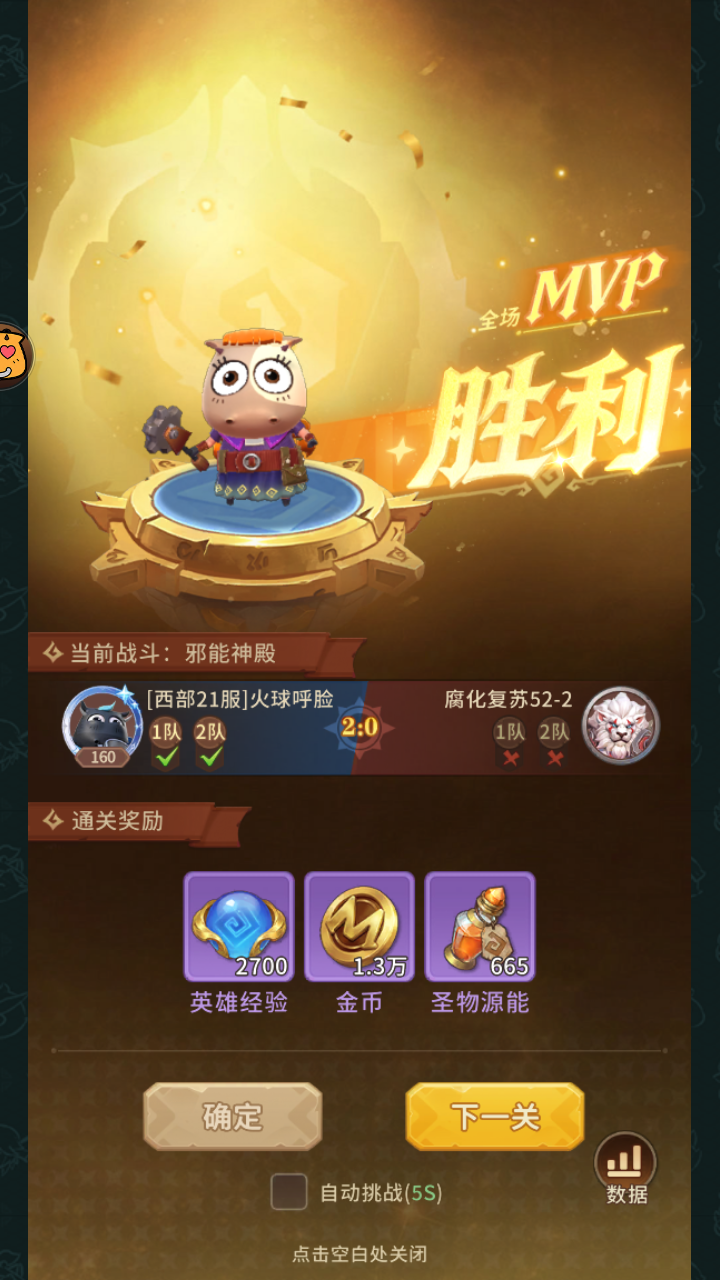 全场 MVP
胜利
当前战斗：邪能神殿
[西部21服]火球呼脸
腐化复苏52-2
1队 2队
2:0
1队 2队
160
通关奖励
2700
1.3万
665
英雄经验
金币
圣物源能
确定
下一关
自动挑战(5S)
数据
点击空白处关闭